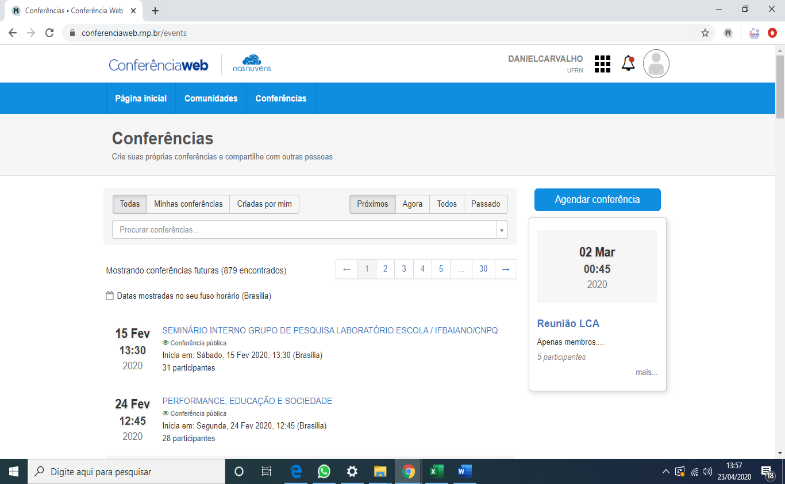 Conferências • Conferência Web
conferenciaweb.rnp.br/events
Conferênciaweb
nasnuvens
DANIELCARVALHO
UFRN
Página inicial Comunidades Conferências
Conferências
Crie suas próprias conferências e compartilhe com outras pessoas
Todas Minhas conferências Criadas por mim
Próximos Agora Todos Passado
Procurar conferências...
Mostrando conferências futuras (879 encontrados)
← 1 2 3 4 5 ... 30 →
Datas mostradas no seu fuso horário (Brasília)
15 Fev
13:30
2020
SEMINÁRIO INTERNO GRUPO DE PESQUISA LABORATÓRIO ESCOLA / IFBAIANO/CNPQ
Conferência pública
Inicia em: Sábado, 15 Fev 2020, 13:30 (Brasília)
31 participantes
24 Fev
12:45
2020
PERFORMANCE, EDUCAÇÃO E SOCIEDADE
Conferência pública
Inicia em: Segunda, 24 Fev 2020, 12:45 (Brasília)
28 participantes
Agendar conferência
02 Mar
00:45
2020
Reunião LCA
Apenas membros....
5 participantes
mais...
Digite aqui para pesquisar
13:57
23/04/2020
18